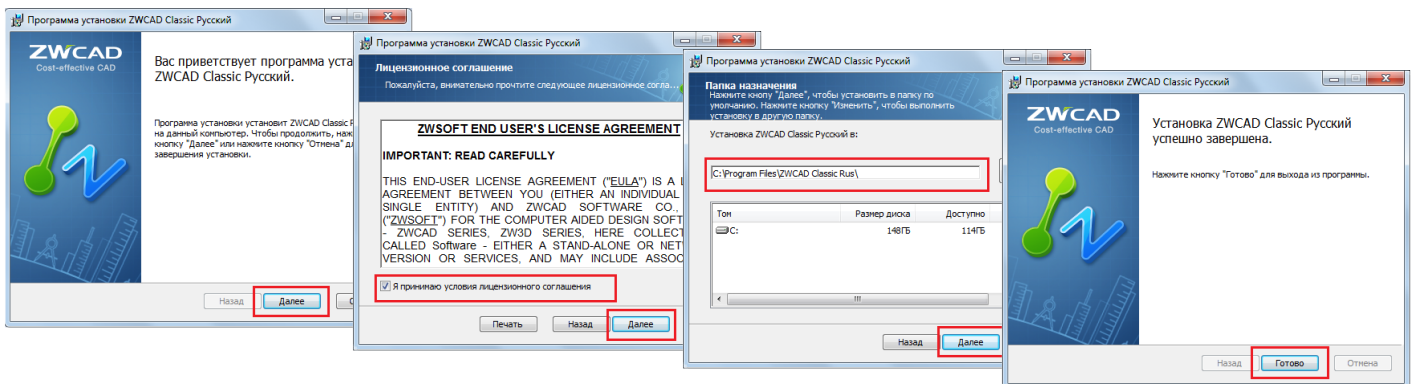 Программа установки ZWCAD Classic Русский
ZWCAD
Cost-effective CAD
Вас приветствует программа уста
ZWCAD Classic Русский.
Программа установки установит ZWCAD Classic Р
на данный компьютер. Чтобы продолжить, наж
кнопку "Далее" или нажмите кнопку "Отмена" д
завершения установки.
Назад
Далее
Программа установки ZWCAD Classic Русский
Лицензионное соглашение
Пожалуйста, внимательно прочтите следующее лицензионное согла...
ZWSOFT END USER'S LICENSE AGREEMENT
IMPORTANT: READ CAREFULLY
THIS END-USER LICENSE AGREEMENT ("EULA") IS A L
AGREEMENT BETWEEN YOU (EITHER AN INDIVIDUAL
SINGLE ENTITY) AND ZWCAD SOFTWARE CO.,
("ZWSOFT") FOR THE COMPUTER AIDED DESIGN SOFT
- ZWCAD SERIES, ZW3D SERIES, HERE COLLECT
CALLED Software - EITHER A STAND-ALONE OR NET
VERSION OR SERVICES, AND MAY INCLUDE ASSOC
Я принимаю условия лицензионного соглашения
Печать
Назад
Далее
Программа установки ZWCAD Classic Русский
Папка назначения
Нажмите кнопу "Далее", чтобы установить в папку по
умолчанию. Нажмите кнопку "Изменить", чтобы выполнить
установку в другую папку.
Установка ZWCAD Classic Русский в:
C:\Program Files\ZWCAD Classic Rus\
Том Размер диска Доступно
C: 148ГБ 114ГБ
Назад
Далее
Программа установки ZWCAD Classic Русский
ZWCAD
Cost-effective CAD
Установка ZWCAD Classic Русский
успешно завершена.
Нажмите кнопку "Готово" для выхода из программы.
Назад
Готово
Отмена